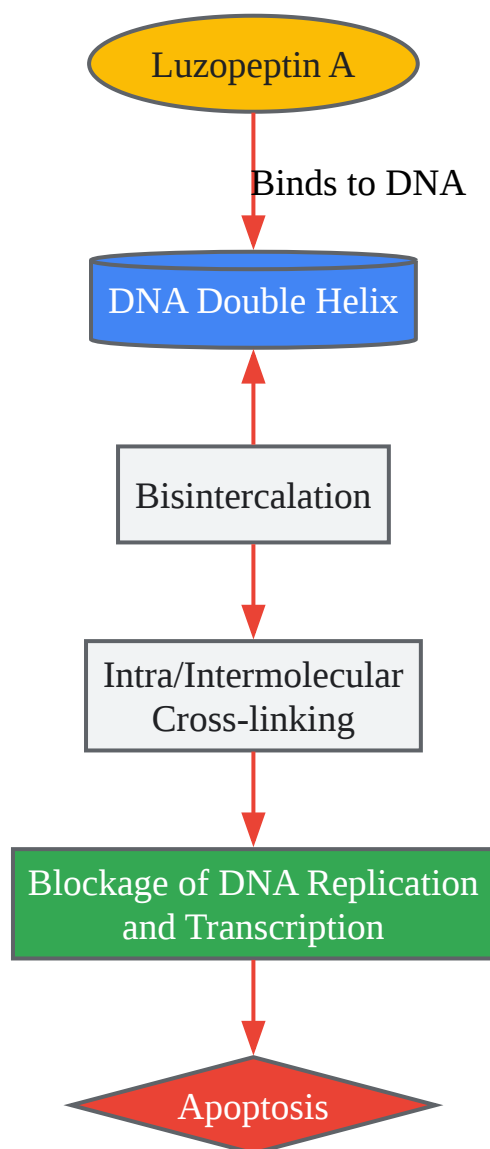 Luzopeptin A
Binds to DNA
DNA Double Helix
Bisintercalation
Intra/Intermolecular
Cross-linking
Blockage of DNA Replication
and Transcription
Apoptosis